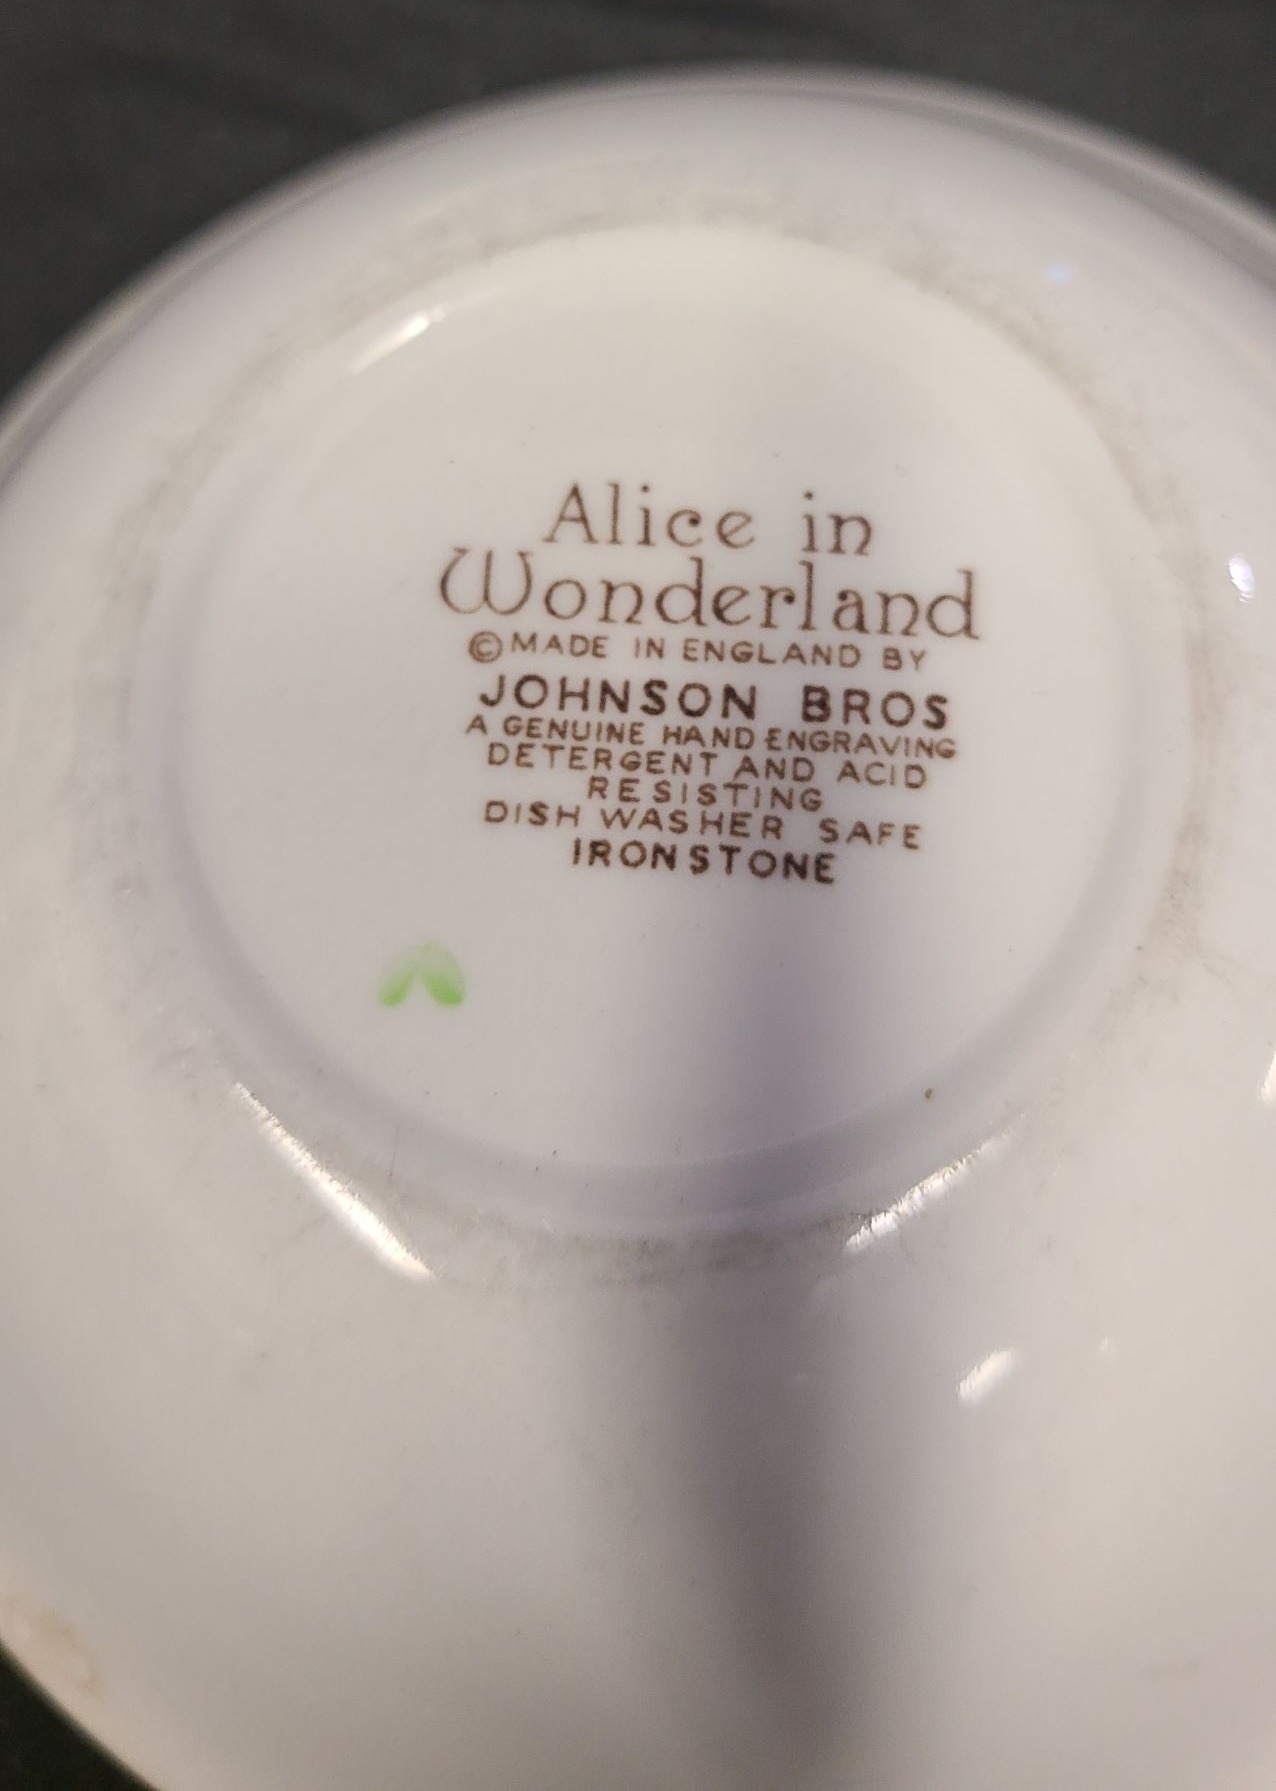 Alice in
Wonderland
© MADE IN ENGLAND BY
JOHNSON BROS
A GENUINE HAND ENGRAVING
DETERGENT AND ACID
RESISTING
DISH WASHER SAFE
IRONSTONE